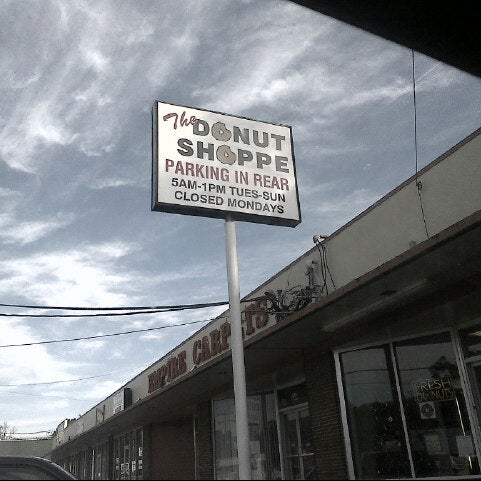 The
DONUT
SHOPPE
PARKING IN REAR
5AM-1PM TUES-SUN
CLOSED MONDAYS
EMPIRE CARPETS
FRESH
DONUTS